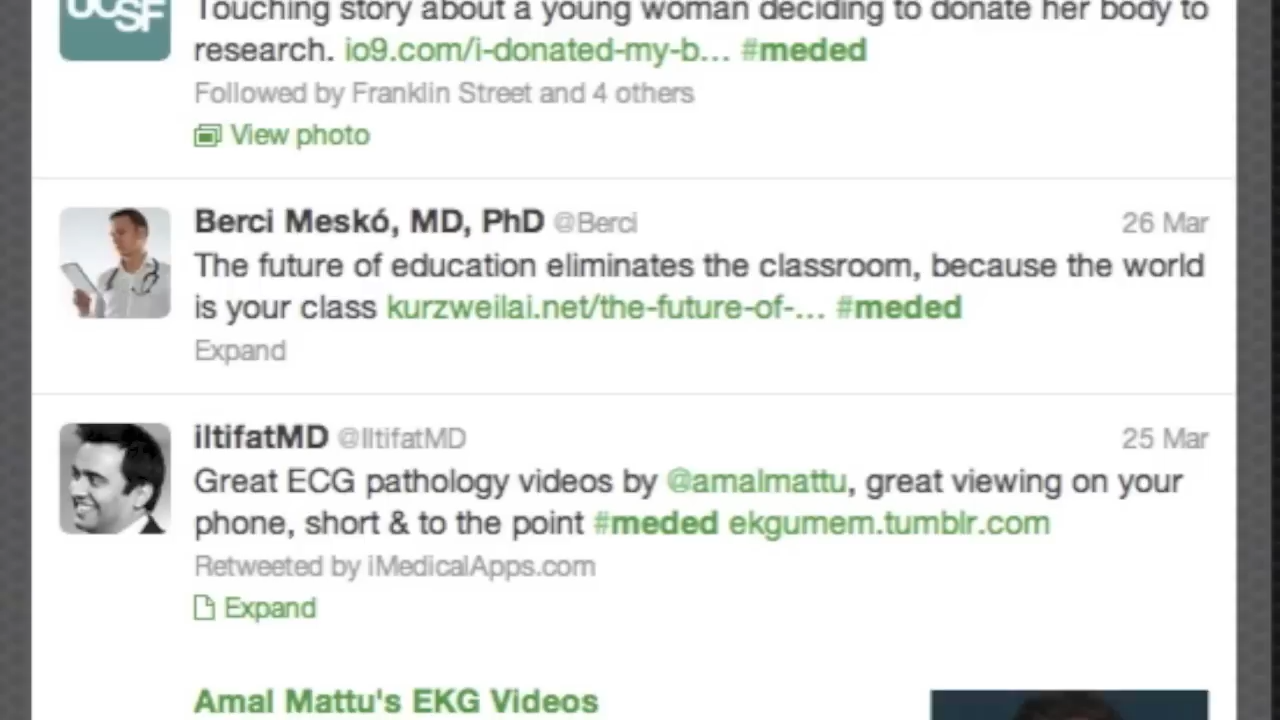 UCSF
Touching story about a young woman deciding to donate her body to
research. io9.com/i-donated-my-b... #meded
Followed by Franklin Street and 4 others
View photo
Berci Meskó, MD, PhD @Berci 26 Mar
The future of education eliminates the classroom, because the world
is your class kurzweilai.net/the-future-of-... #meded
Expand
iltifatMD @IltifatMD 25 Mar
Great ECG pathology videos by @amalmattu, great viewing on your
phone, short & to the point #meded ekgumem.tumblr.com
Retweeted by iMedicalApps.com
Expand
Amal Mattu's EKG Videos